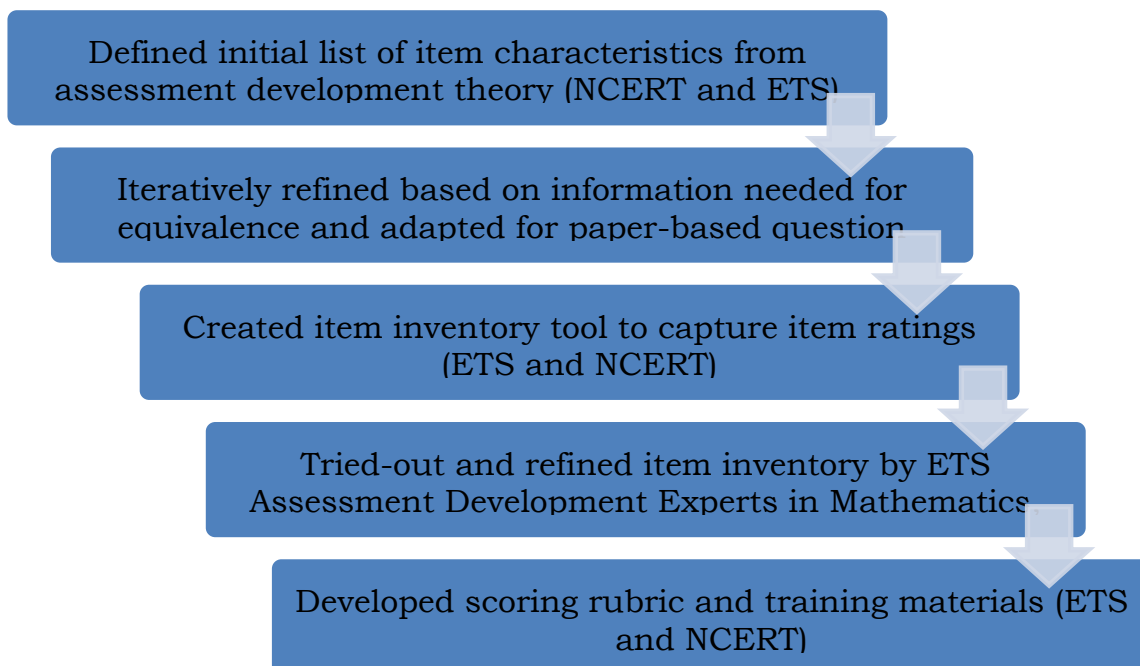 Defined initial list of item characteristics from
assessment development theory (NCERT and ETS)
Iteratively refined based on information needed for
equivalence and adapted for paper-based question
Created item inventory tool to capture item ratings
(ETS and NCERT)
Tried-out and refined item inventory by ETS
Assessment Development Experts in Mathematics,
Developed scoring rubric and training materials (ETS
and NCERT)